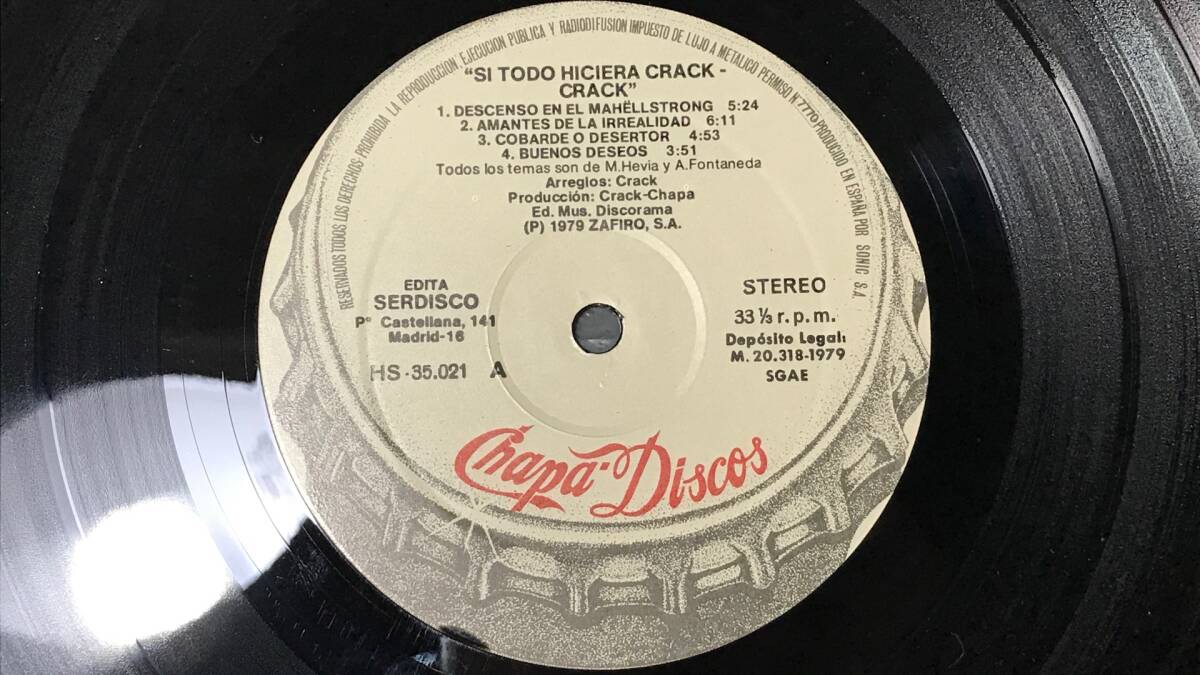 RESERVADOS TODOS LOS DERECHOS: PROHIBIDA LA REPRODUCCION, EJECUCION PUBLICA Y RADIODIFUSION IMPUESTO DE LUJO A METALICO PERMISO Nº 7770 PRODUCIDO EN ESPAÑA POR SONIC S.A.
"SI TODO HICIERA CRACK -
CRACK"
1. DESCENSO EN EL MAHËLLSTRONG 5:24
2. AMANTES DE LA IRREALIDAD 6:11
3. COBARDE O DESERTOR 4:53
4. BUENOS DESEOS 3:51
Todos los temas son de M.Hevia y A.Fontaneda
Arreglos: Crack
Producción: Crack-Chapa
Ed. Mus. Discorama
(P) 1979 ZAFIRO, S.A.
EDITA
SERDISCO
Pº Castellana, 141
Madrid-16
HS-35.021 A
STEREO
33 ⅓ r.p.m.
Depósito Legal:
M. 20.318-1979
SGAE
Chapa-Discos